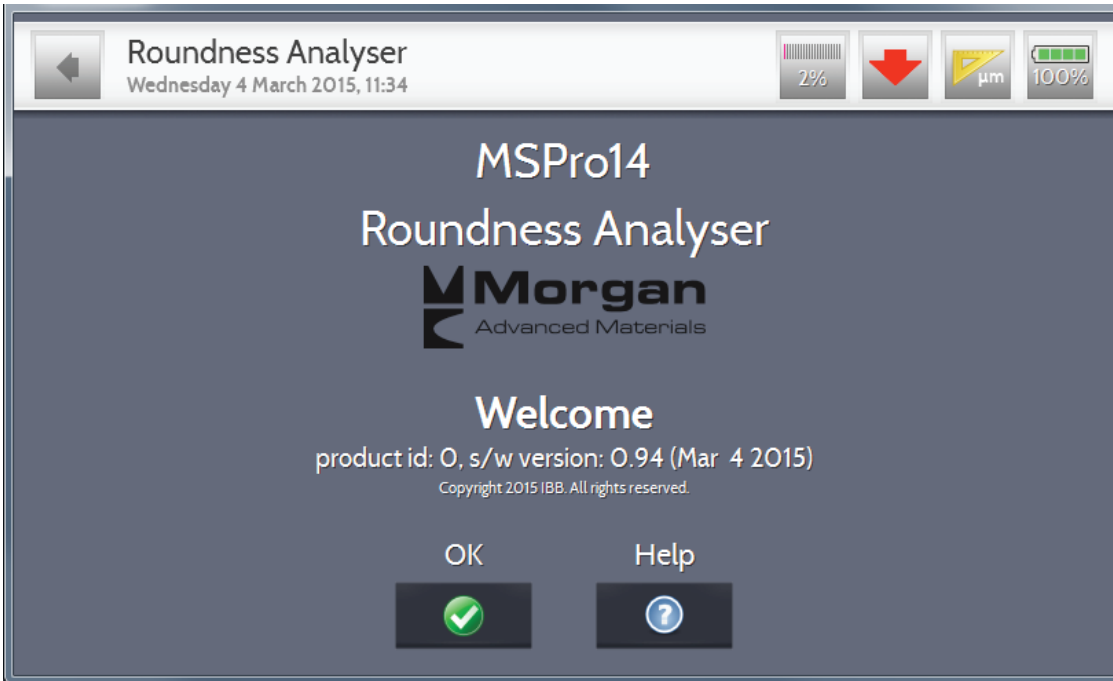 Roundness Analyser
Wednesday 4 March 2015, 11:34
2%
µm
100%
MSPro14
Roundness Analyser
Morgan
Advanced Materials
Welcome
product id: 0, s/w version: 0.94 (Mar  4 2015)
Copyright 2015 IBB. All rights reserved.
OK
Help
?